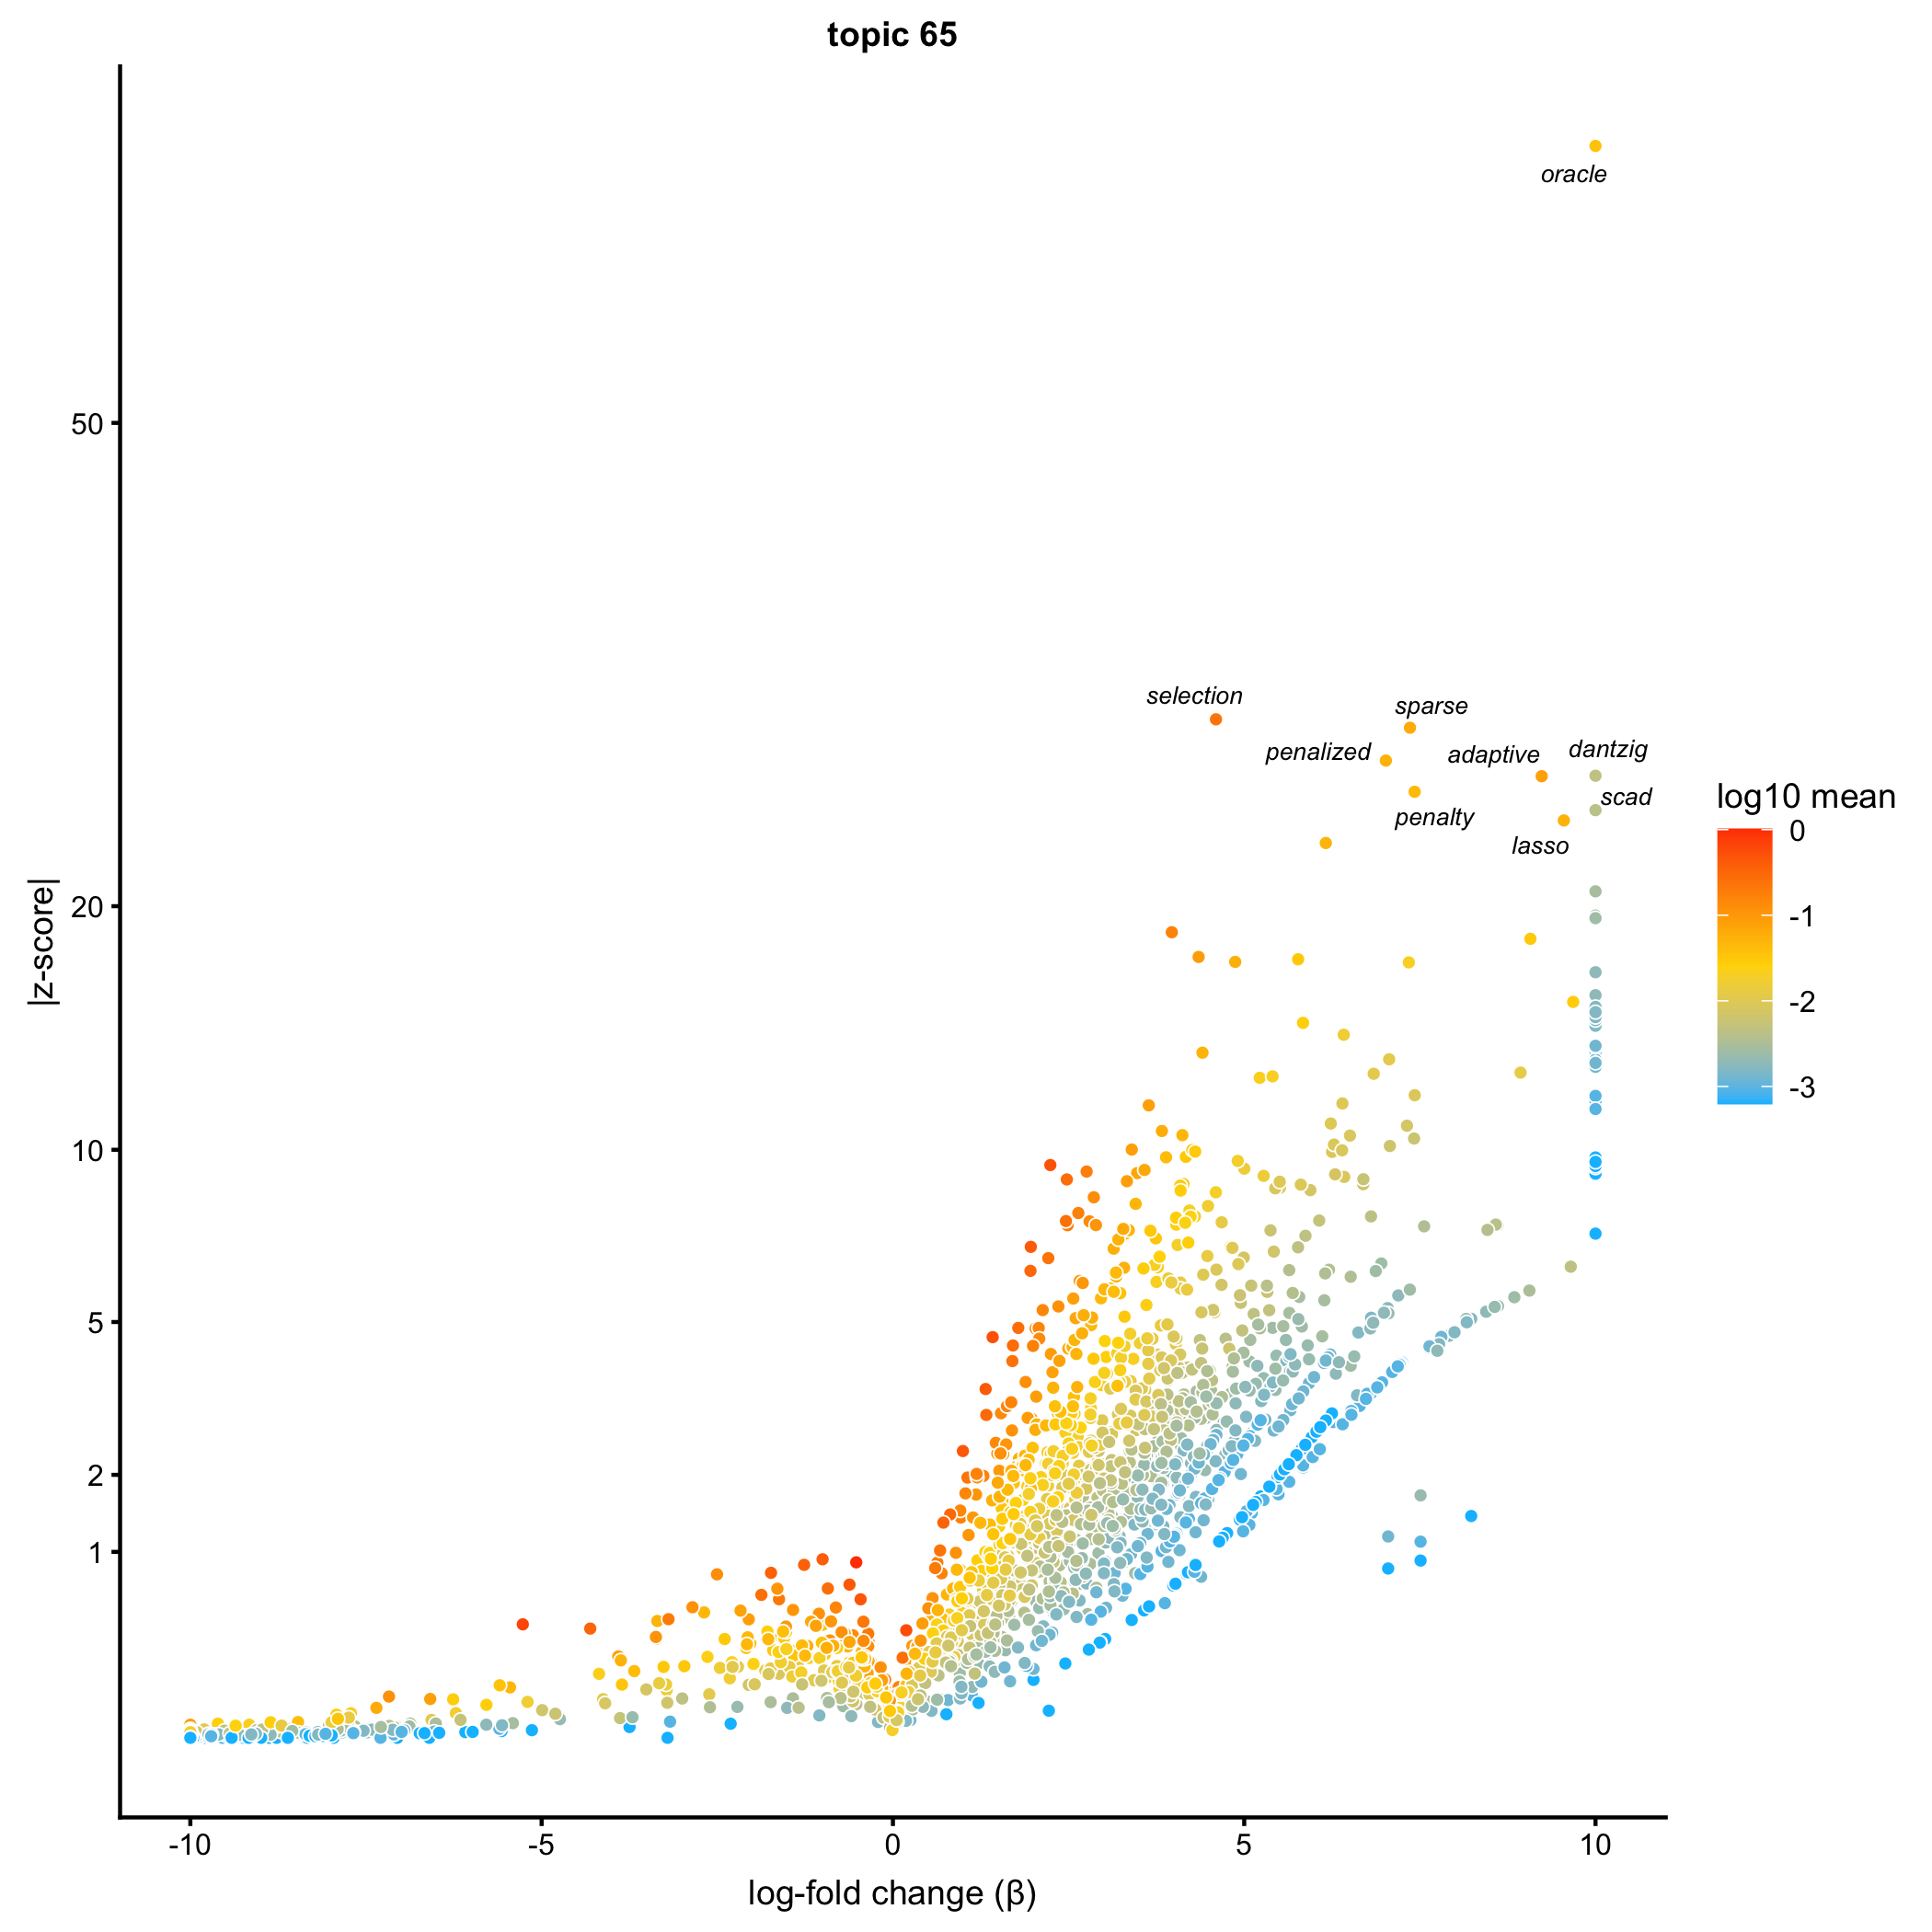 topic 65
oracle
50
selection
sparse
penalized
adaptive
dantzig
scad
penalty
lasso
log10 mean
0
-1
-2
-3
|z-score|
20
10
5
2
1
-10
-5
0
5
10
log-fold change (β)